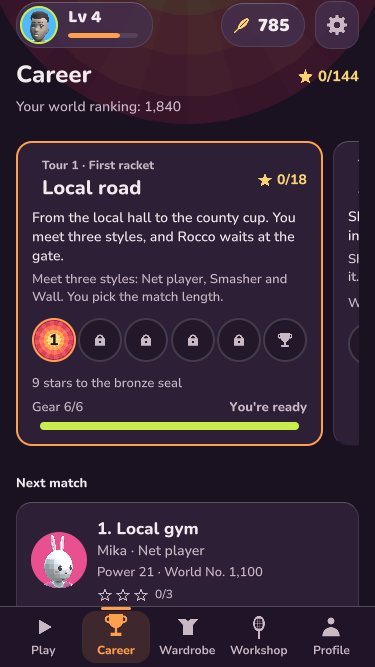 Lv 4
785
Career
0/144
Your world ranking: 1,840
Tour 1 · First racket
Local road
0/18
From the local hall to the county cup. You
meet three styles, and Rocco waits at the
gate.
Meet three styles: Net player, Smasher and
Wall. You pick the match length.
1
9 stars to the bronze seal
Gear 6/6
You're ready
Next match
1. Local gym
Mika · Net player
Power 21 · World No. 1,100
0/3
Play
Career
Wardrobe
Workshop
Profile